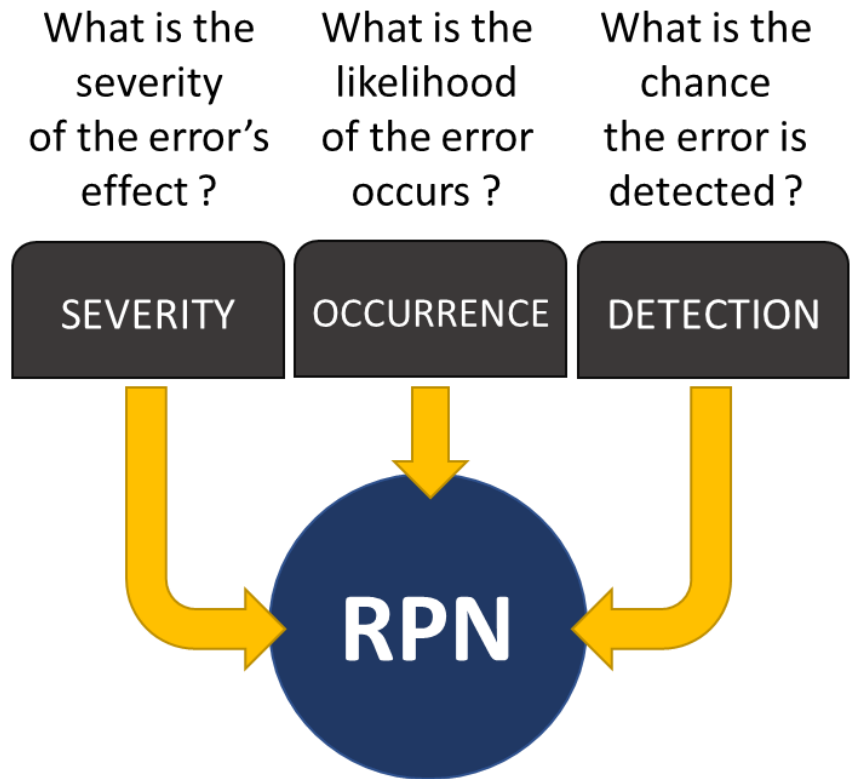 What is the
severity
of the error's
effect ?
What is the
likelihood
of the error
occurs ?
What is the
chance
the error is
detected ?
SEVERITY
OCCURRENCE
DETECTION
RPN